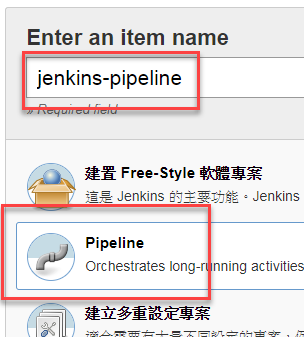 Enter an item name
jenkins-pipeline
» Required field
建置 Free-Style 軟體專案
這是 Jenkins 的主要功能。Jenkins
Pipeline
Orchestrates long-running activities
建立多重設定專案